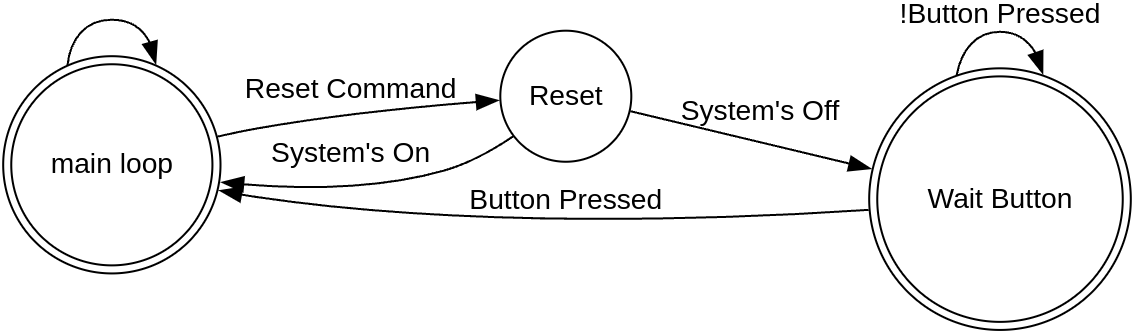 !Button Pressed
Reset Command
Reset
System's Off
System's On
main loop
Button Pressed
Wait Button